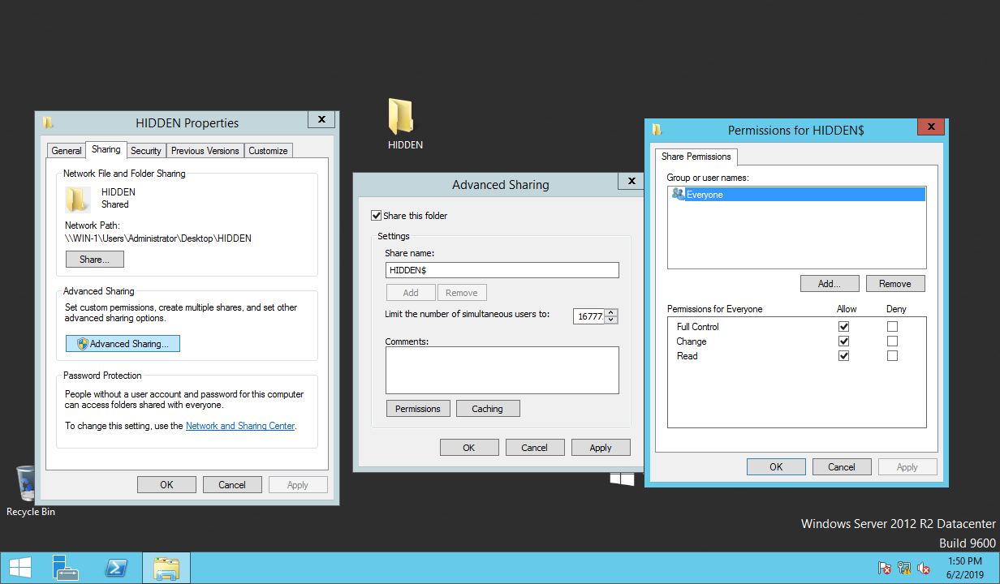 HIDDEN
HIDDEN Properties
x
General Sharing Security Previous Versions Customize
Network File and Folder Sharing
HIDDEN
Shared
Network Path:
\\WIN-1\Users\Administrator\Desktop\HIDDEN
Share...
Advanced Sharing
Set custom permissions, create multiple shares, and set other
advanced sharing options.
Advanced Sharing...
Password Protection
People without a user account and password for this computer
can access folders shared with everyone.
To change this setting, use the Network and Sharing Center.
OK Cancel Apply
Advanced Sharing
x
Share this folder
Settings
Share name:
HIDDEN$
Add Remove
Limit the number of simultaneous users to: 16777
Comments:
Permissions Caching
OK Cancel Apply
Permissions for HIDDEN$
x
Share Permissions
Group or user names:
Everyone
Add... Remove
Permissions for Everyone Allow Deny
Full Control
Change
Read
OK Cancel Apply
Recycle Bin
Windows Server 2012 R2 Datacenter
Build 9600
1:50 PM
6/2/2019